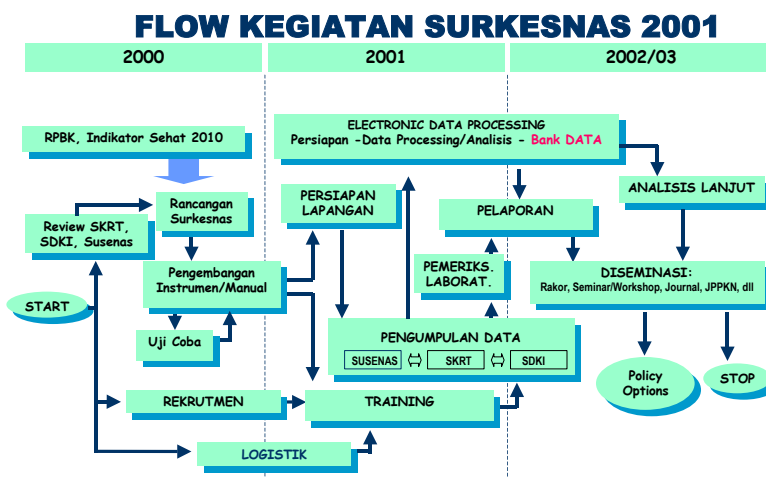 FLOW KEGIATAN SURKESNAS 2001
2000
2001
2002/03
RPBK, Indikator Sehat 2010
ELECTRONIC DATA PROCESSING
Persiapan -Data Processing/Analisis - Bank DATA
Rancangan
Surkesnas
Review SKRT,
SDKI, Susenas
PERSIAPAN
LAPANGAN
PELAPORAN
ANALISIS LANJUT
Pengembangan
Instrumen/Manual
PEMERIKS.
LABORAT.
DISEMINASI:
Rakor, Seminar/Workshop, Journal, JPPKN, dll
START
Uji Coba
PENGUMPULAN DATA
SUSENAS
SKRT
SDKI
Policy
Options
STOP
REKRUTMEN
TRAINING
LOGISTIK